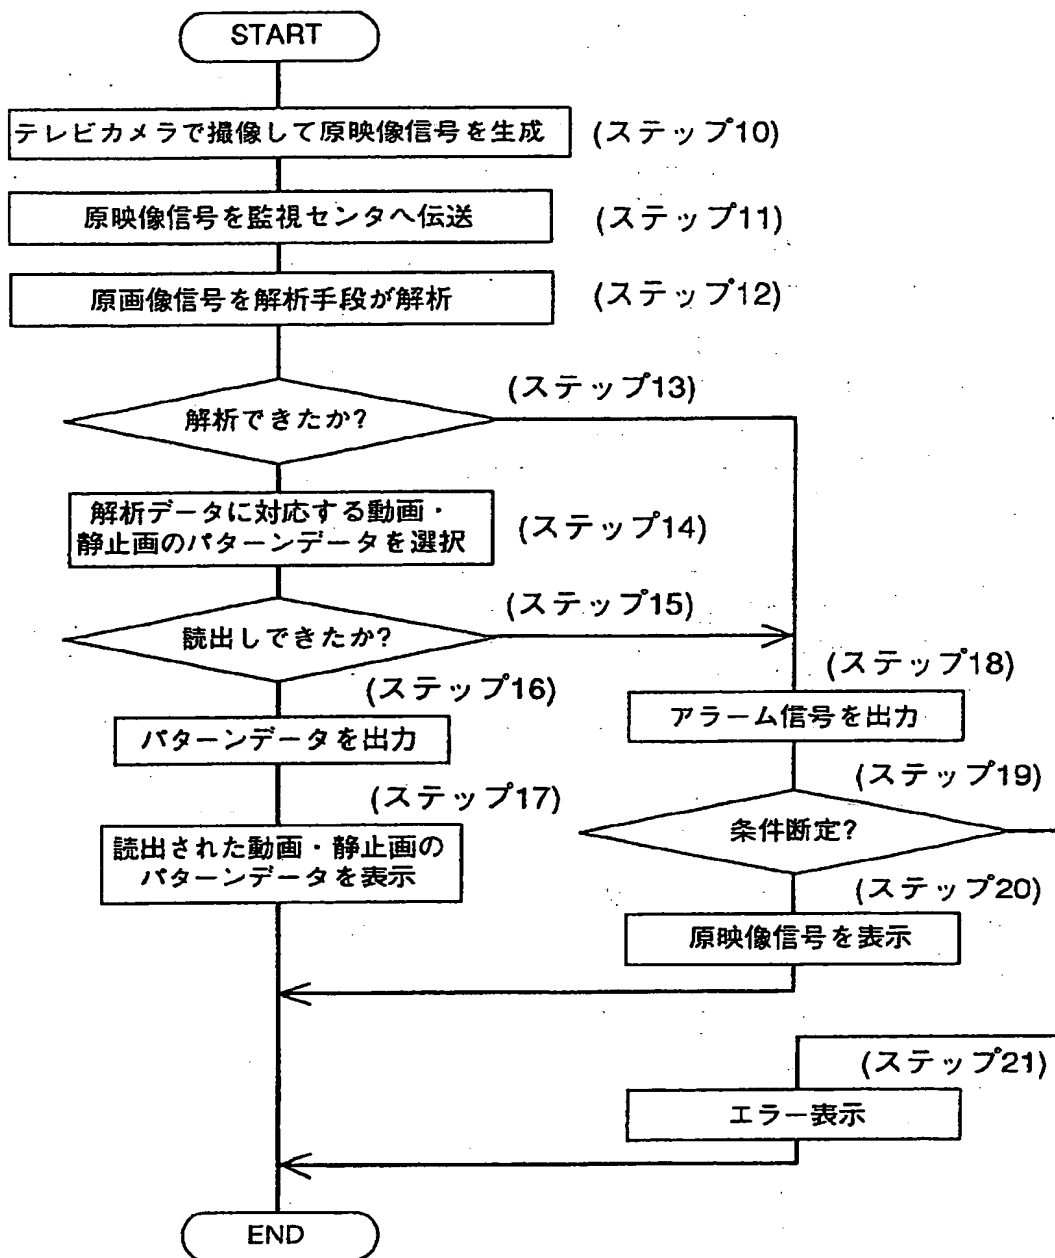 START
テレビカメラで撮像して原映像信号を生成
(ステップ10)
原映像信号を監視センタへ伝送
(ステップ11)
原画像信号を解析手段が解析
(ステップ12)
解析できたか?
(ステップ13)
解析データに対応する動画・
静止画のパターンデータを選択
(ステップ14)
読出しできたか?
(ステップ15)
(ステップ16)
パターンデータを出力
(ステップ17)
読出された動画・静止画の
パターンデータを表示
(ステップ18)
アラーム信号を出力
(ステップ19)
条件断定?
(ステップ20)
原映像信号を表示
(ステップ21)
エラー表示
END